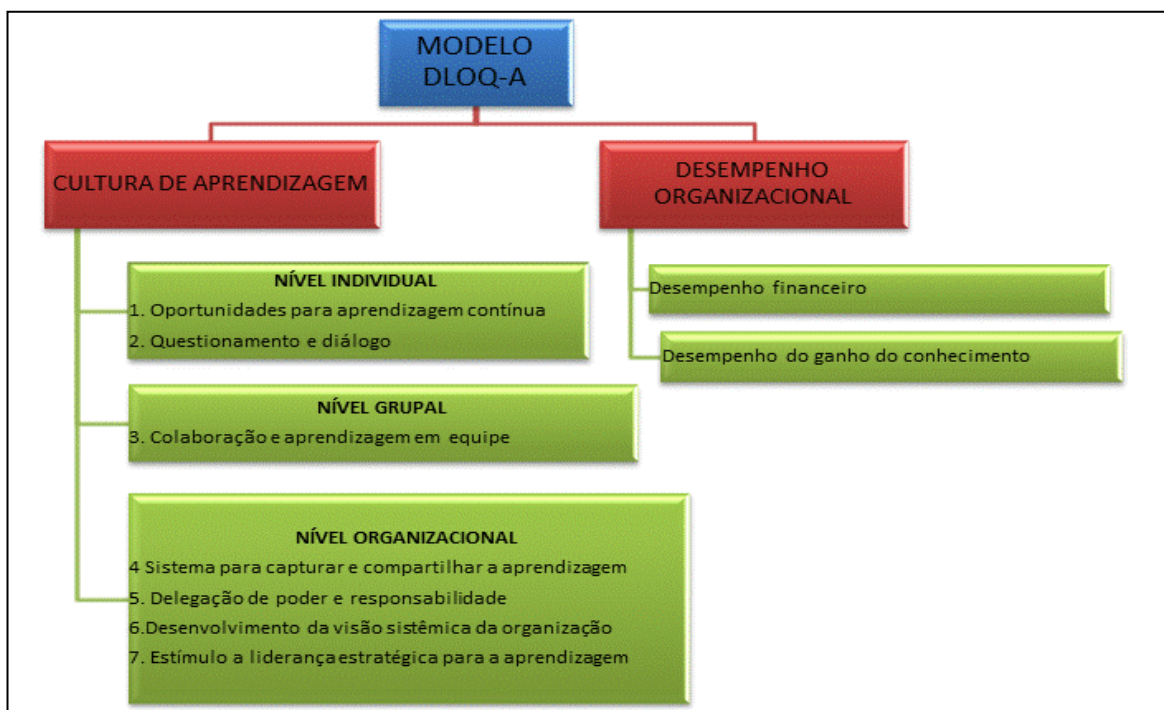 MODELO
DLOQ-A
CULTURA DE APRENDIZAGEM
DESEMPENHO
ORGANIZACIONAL
NÍVEL INDIVIDUAL
1. Oportunidades para aprendizagem contínua
2. Questionamento e diálogo
NÍVEL GRUPAL
3. Colaboração e aprendizagem em equipe
NÍVEL ORGANIZACIONAL
4 Sistema para capturar e compartilhar a aprendizagem
5. Delegação de poder e responsabilidade
6.Desenvolvimento da visão sistêmica da organização
7. Estímulo a liderança estratégica para a aprendizagem
Desempenho financeiro
Desempenho do ganho do conhecimento